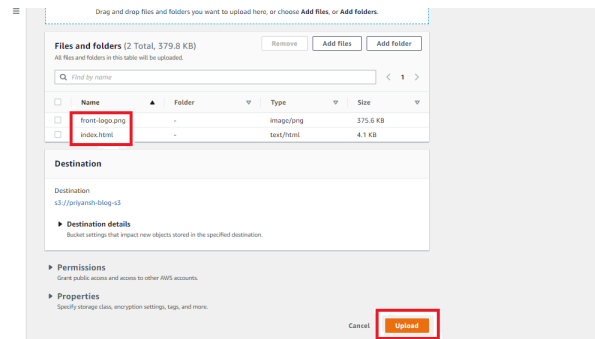 Drag and drop files and folders you want to upload here, or choose Add files, or Add folders.
Files and folders (2 Total, 379.8 KB)
Remove
Add files
Add folder
All files and folders in this table will be uploaded.
Find by name
1
Name Folder Type Size
front-logo.png - image/png 375.6 KB
index.html - text/html 4.1 KB
Destination
Destination
s3://priyansh-blog-s3
Destination details
Bucket settings that impact new objects stored in the specified destination.
Permissions
Grant public access and access to other AWS accounts.
Properties
Specify storage class, encryption settings, tags, and more.
Cancel Upload